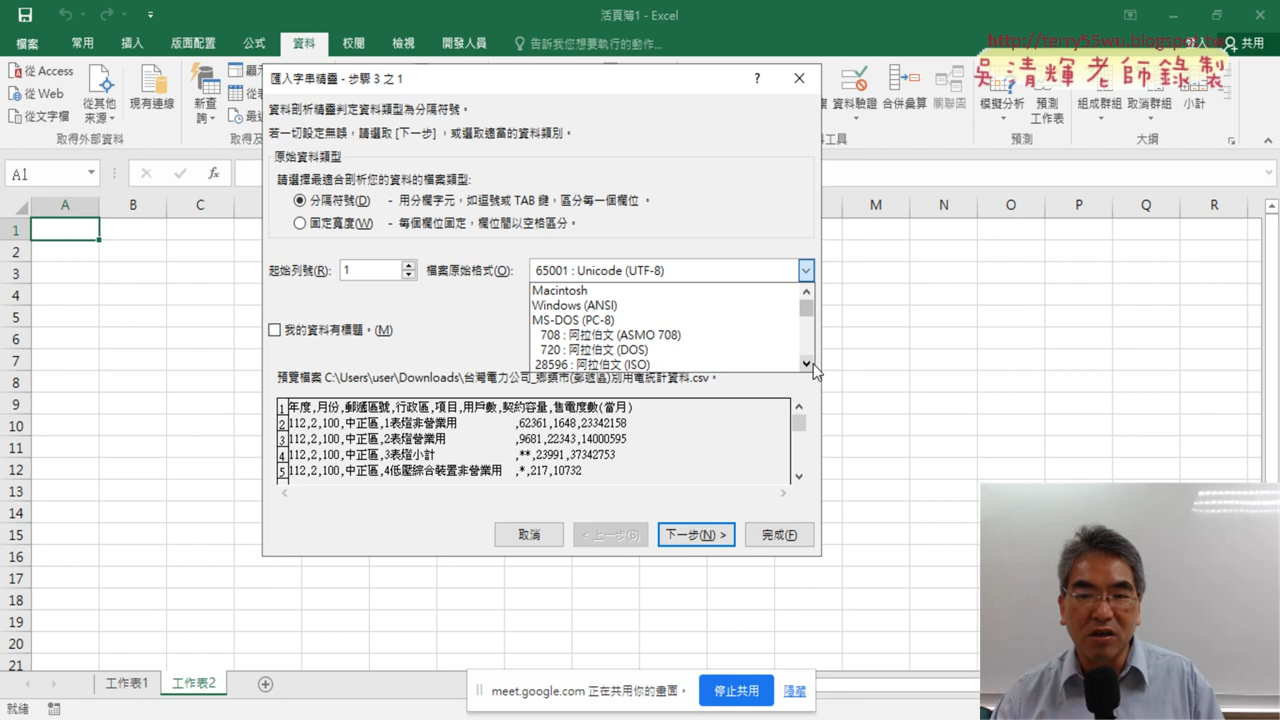 活頁簿1 - Excel
檔案 常用 插入 版面配置 公式 資料 校閱 檢視 開發人員 告訴我您想要執行的動作... 共用
http://terry55wu.blogspot.tw
吳清輝老師錄製
從 Access
從 Web
從文字檔
從其他
來源
現有連線
取得外部資料
新查
詢
資料驗證 合併彙算 關聯圖
模擬分析 預測
工作表
預測
組成群組 取消群組 小計
大綱
A1
fx
A B C M N O P Q R
1
2
3
4
5
6
7
8
9
10
11
12
13
14
15
16
17
18
19
20
21
匯入字串精靈 - 步驟 3 之 1
資料剖析精靈判定資料類型為分隔符號。
若一切設定無誤，請選取 [下一步]，或選取適當的資料類別。
原始資料類型
請選擇最適合剖析您的資料的檔案類型:
分隔符號(D) - 用分欄字元，如逗號或 TAB 鍵，區分每一個欄位。
固定寬度(W) - 每個欄位固定，欄位間以空格區分。
起始列號(R): 1 檔案原始格式(O): 65001 : Unicode (UTF-8)
Macintosh
Windows (ANSI)
MS-DOS (PC-8)
708 : 阿拉伯文 (ASMO 708)
720 : 阿拉伯文 (DOS)
28596 : 阿拉伯文 (ISO)
我的資料有標題。(M)
預覽檔案 C:\Users\user\Downloads\台灣電力公司_鄉鎮市(郵遞區)別用電統計資料.csv。
1 年度,月份,郵遞區號,行政區,項目,用戶數,契約容量,售電度數(當月)
2 112,2,100,中正區,1表燈非營業用 ,62361,1648,23342158
3 112,2,100,中正區,2表燈營業用 ,9681,22343,14000595
4 112,2,100,中正區,3表燈小計 ,**,23991,37342753
5 112,2,100,中正區,4低壓綜合裝置非營業用 ,*,217,10732
取消 < 上一步(B) 下一步(N) > 完成(F)
工作表1 工作表2
meet.google.com 正在共用你的畫面。 停止共用 隱藏
就緒